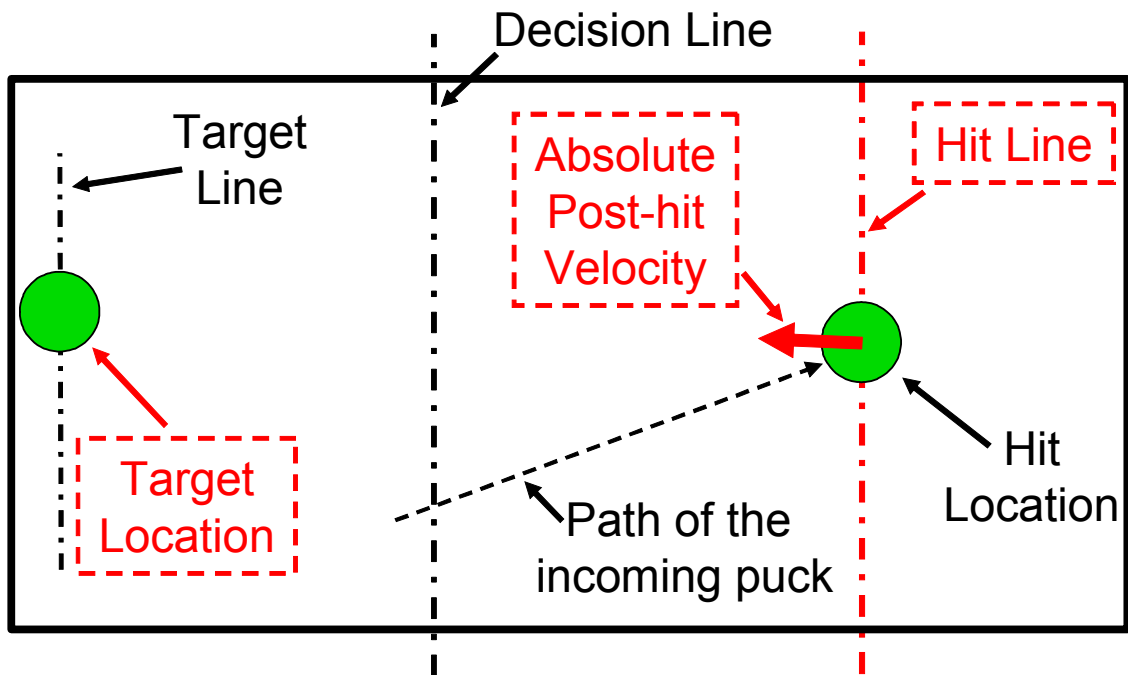 Decision Line
Target
Line
Absolute
Post-hit
Velocity
Hit Line
Target
Location
Path of the
incoming puck
Hit
Location